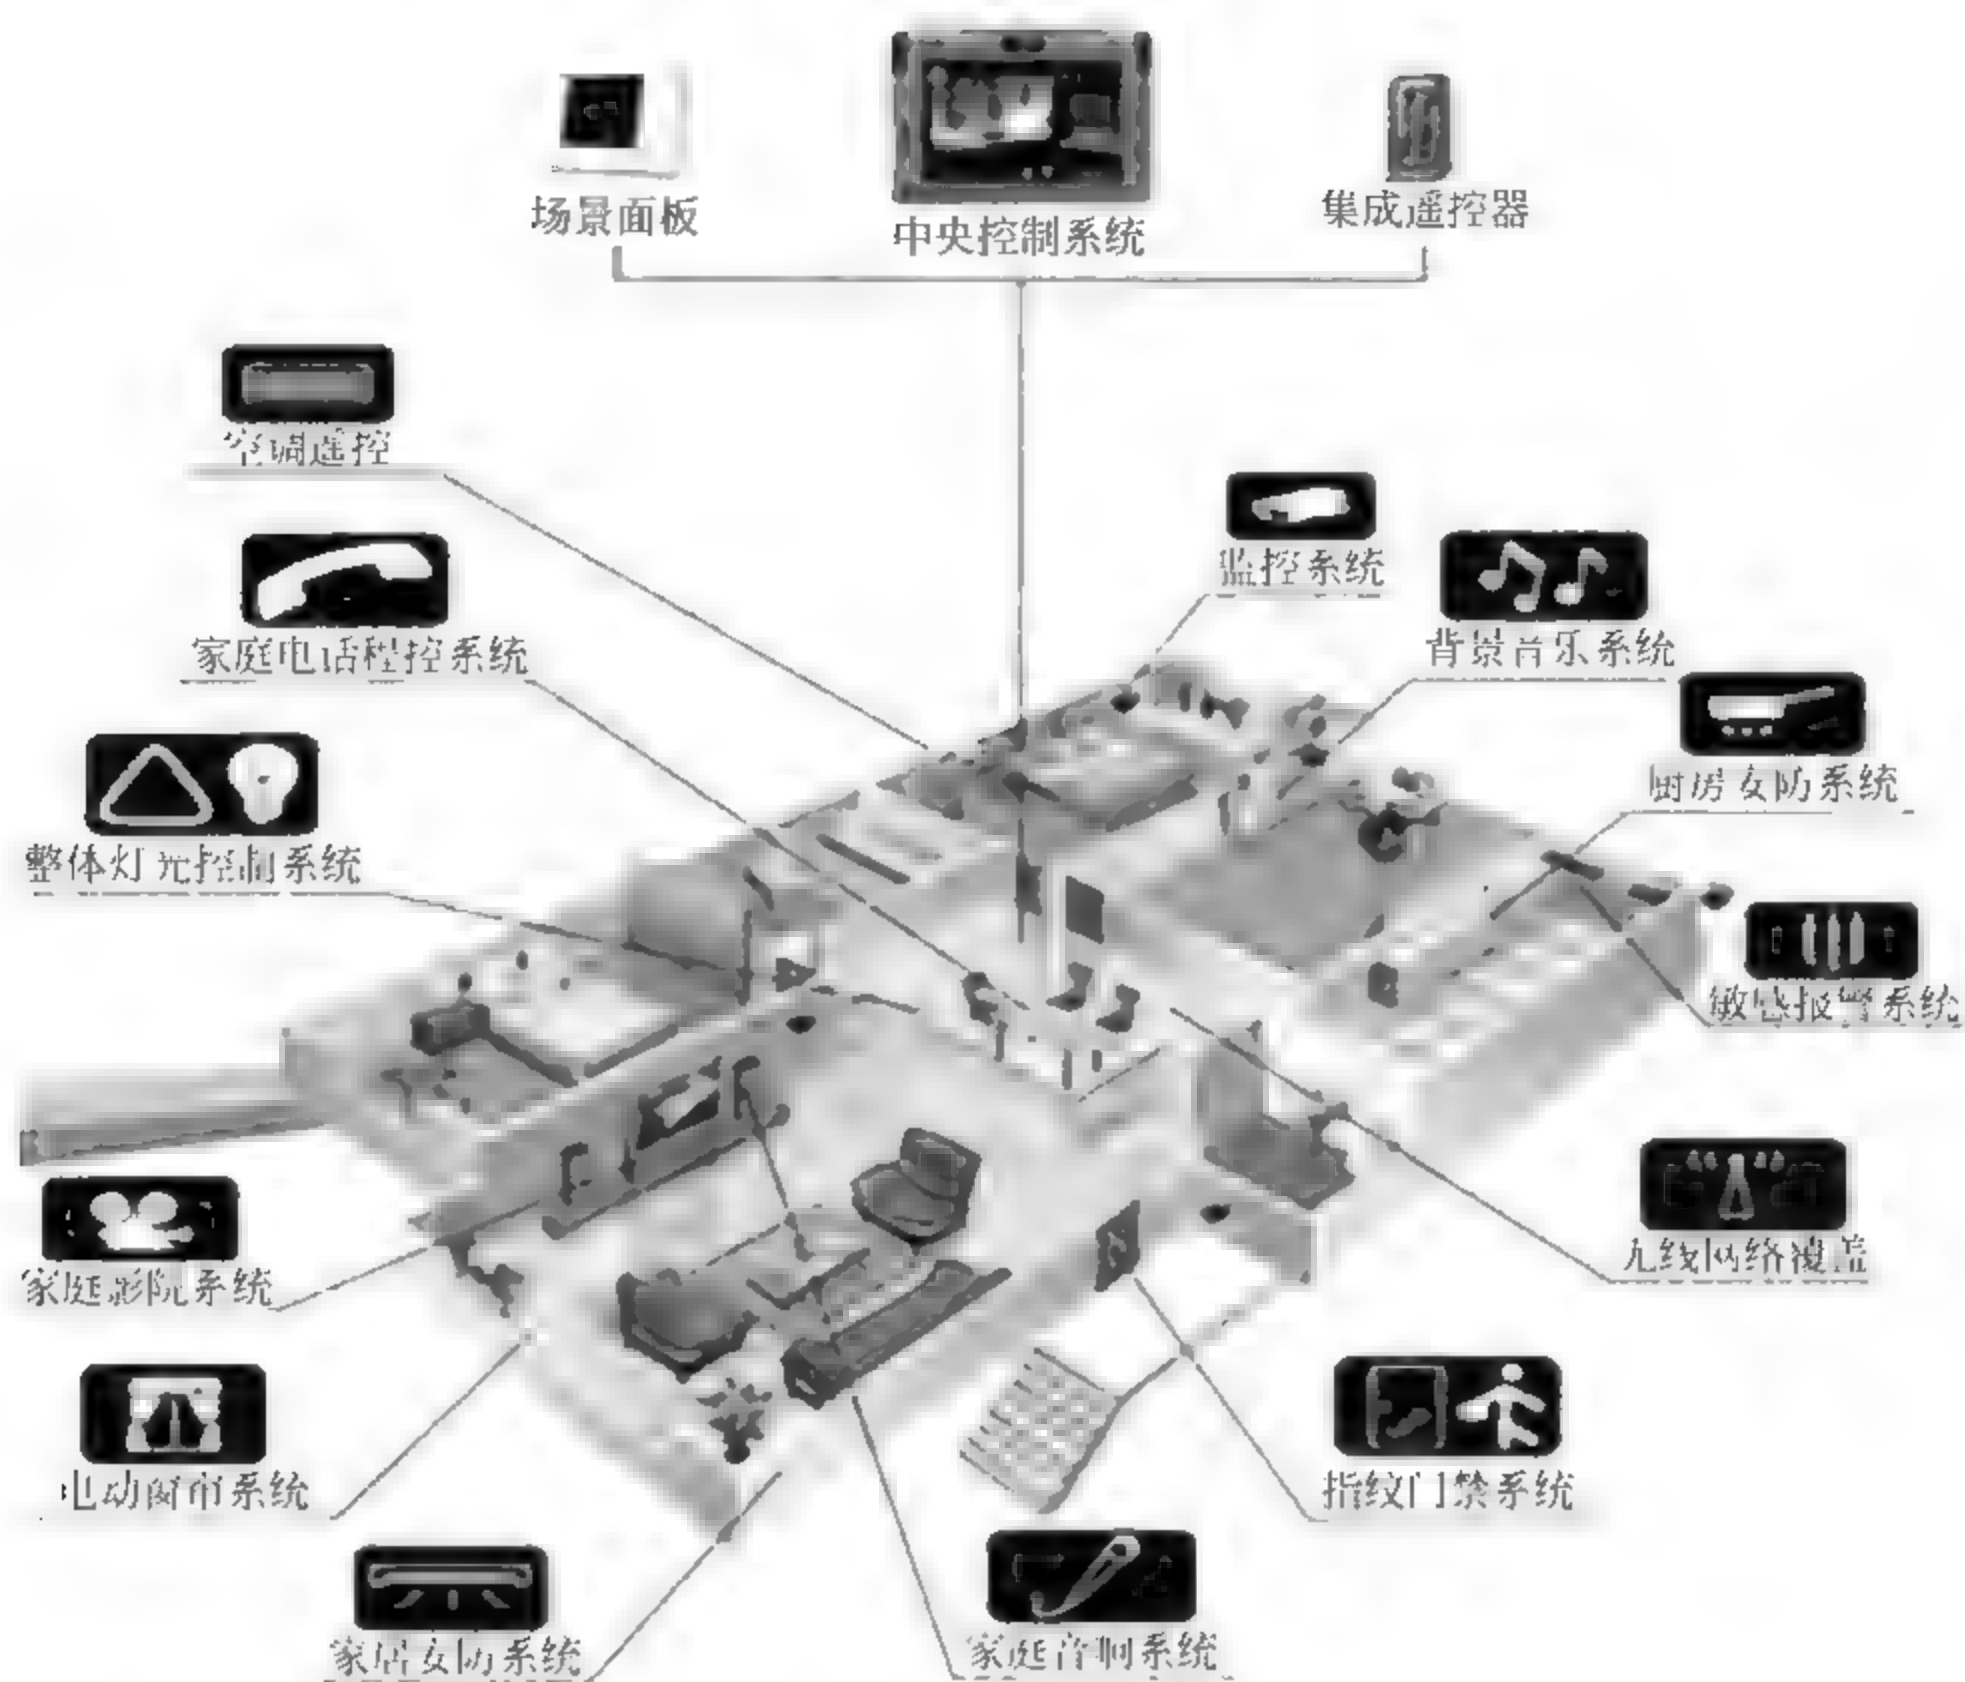 场景面板
中央控制系统
集成遥控器
空调遥控
监控系统
家庭电话程控系统
背景音乐系统
厨房安防系统
整体灯光控制系统
敏感报警系统
无线网络覆盖
家庭影院系统
电动窗帘系统
指纹门禁系统
家居安防系统
家庭音响系统